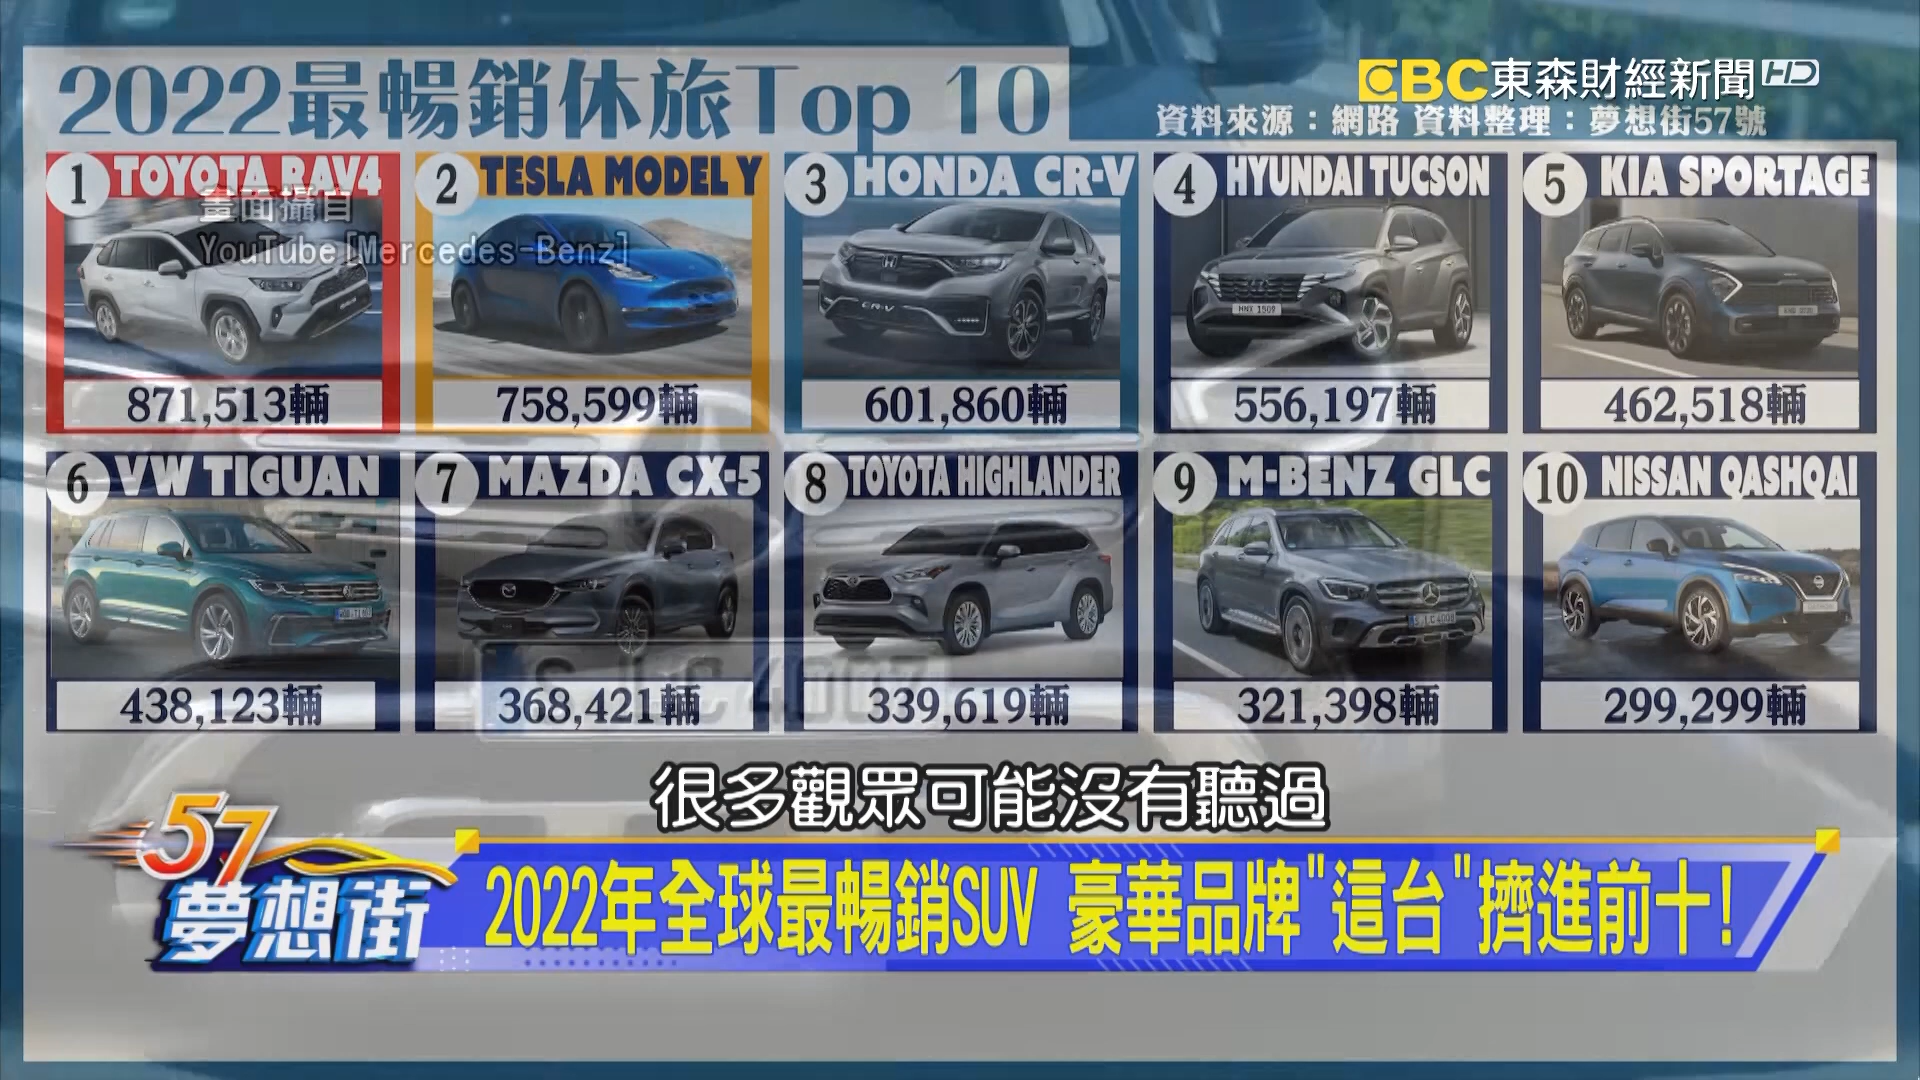 2022最暢銷休旅Top 10
EBC東森財經新聞HD
資料來源：網路 資料整理：夢想街57號
1 TOYOTA RAV4
2 TESLA MODEL Y
3 HONDA CR-V
4 HYUNDAI TUCSON
5 KIA SPORTAGE
畫面攝自
YouTube[Mercedes-Benz]
CR-V
HNX 1509
871,513輛
758,599輛
601,860輛
556,197輛
462,518輛
6 VW TIGUAN
7 MAZDA CX-5
8 TOYOTA HIGHLANDER
9 M-BENZ GLC
10 NISSAN QASHQAI
438,123輛
368,421輛
339,619輛
321,398輛
299,299輛
很多觀眾可能沒有聽過
57夢想街
2022年全球最暢銷SUV 豪華品牌"這台"擠進前十!